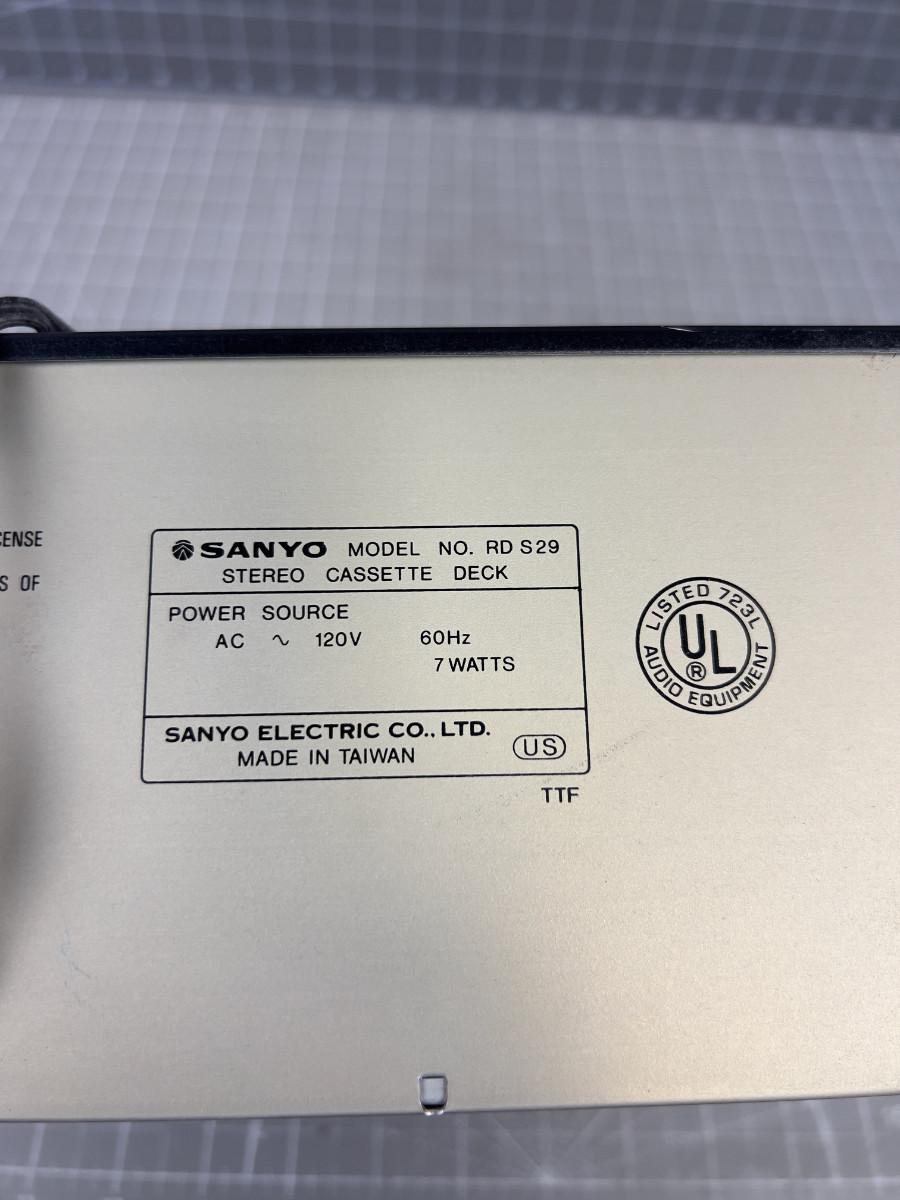 CENSE
S OF
SANYO MODEL NO. RD S29
STEREO CASSETTE DECK
POWER SOURCE
AC ∿ 120V 60Hz
7 WATTS
SANYO ELECTRIC CO., LTD.
MADE IN TAIWAN
US
TTF
LISTED 723L
UL
®
AUDIO EQUIPMENT